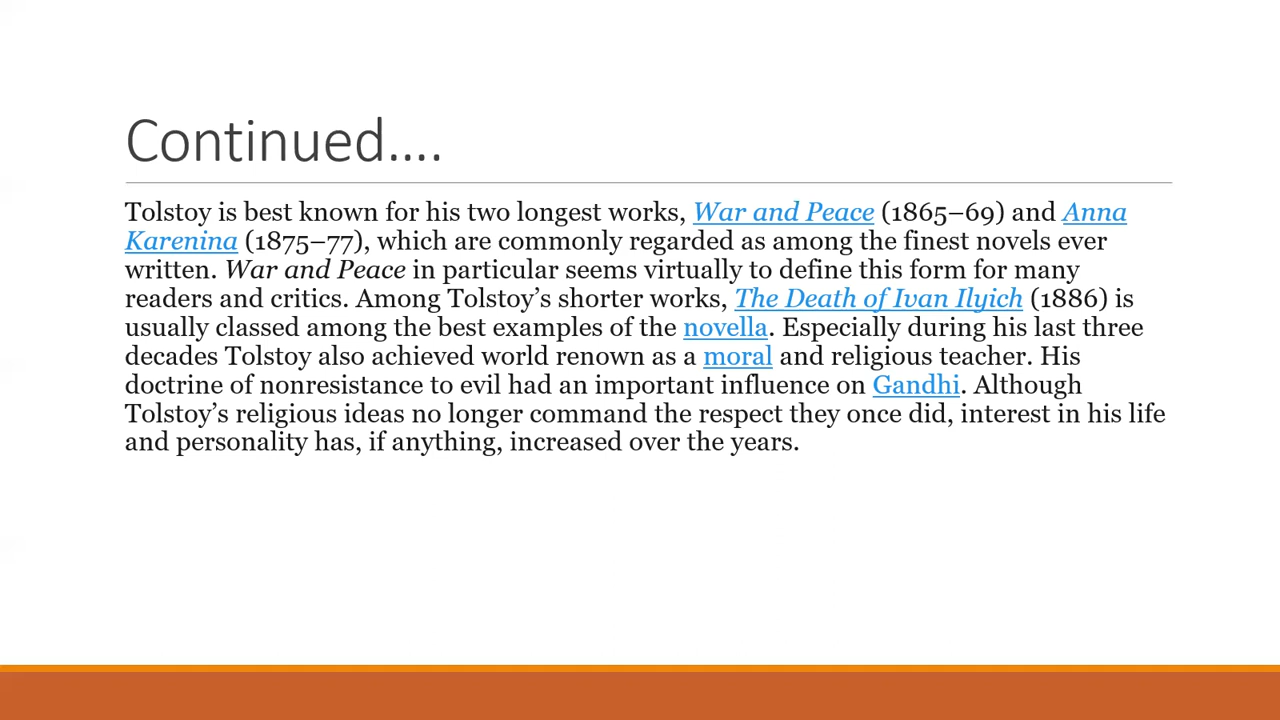 Continued....
Tolstoy is best known for his two longest works, War and Peace (1865–69) and Anna
Karenina (1875–77), which are commonly regarded as among the finest novels ever
written. War and Peace in particular seems virtually to define this form for many
readers and critics. Among Tolstoy’s shorter works, The Death of Ivan Ilyich (1886) is
usually classed among the best examples of the novella. Especially during his last three
decades Tolstoy also achieved world renown as a moral and religious teacher. His
doctrine of nonresistance to evil had an important influence on Gandhi. Although
Tolstoy’s religious ideas no longer command the respect they once did, interest in his life
and personality has, if anything, increased over the years.